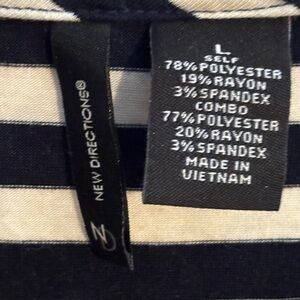 NEW DIRECTIONS®
L
SELF
78% POLYESTER
19% RAYON
3% SPANDEX
COMBO
77% POLYESTER
20% RAYON
3% SPANDEX
MADE IN
VIETNAM